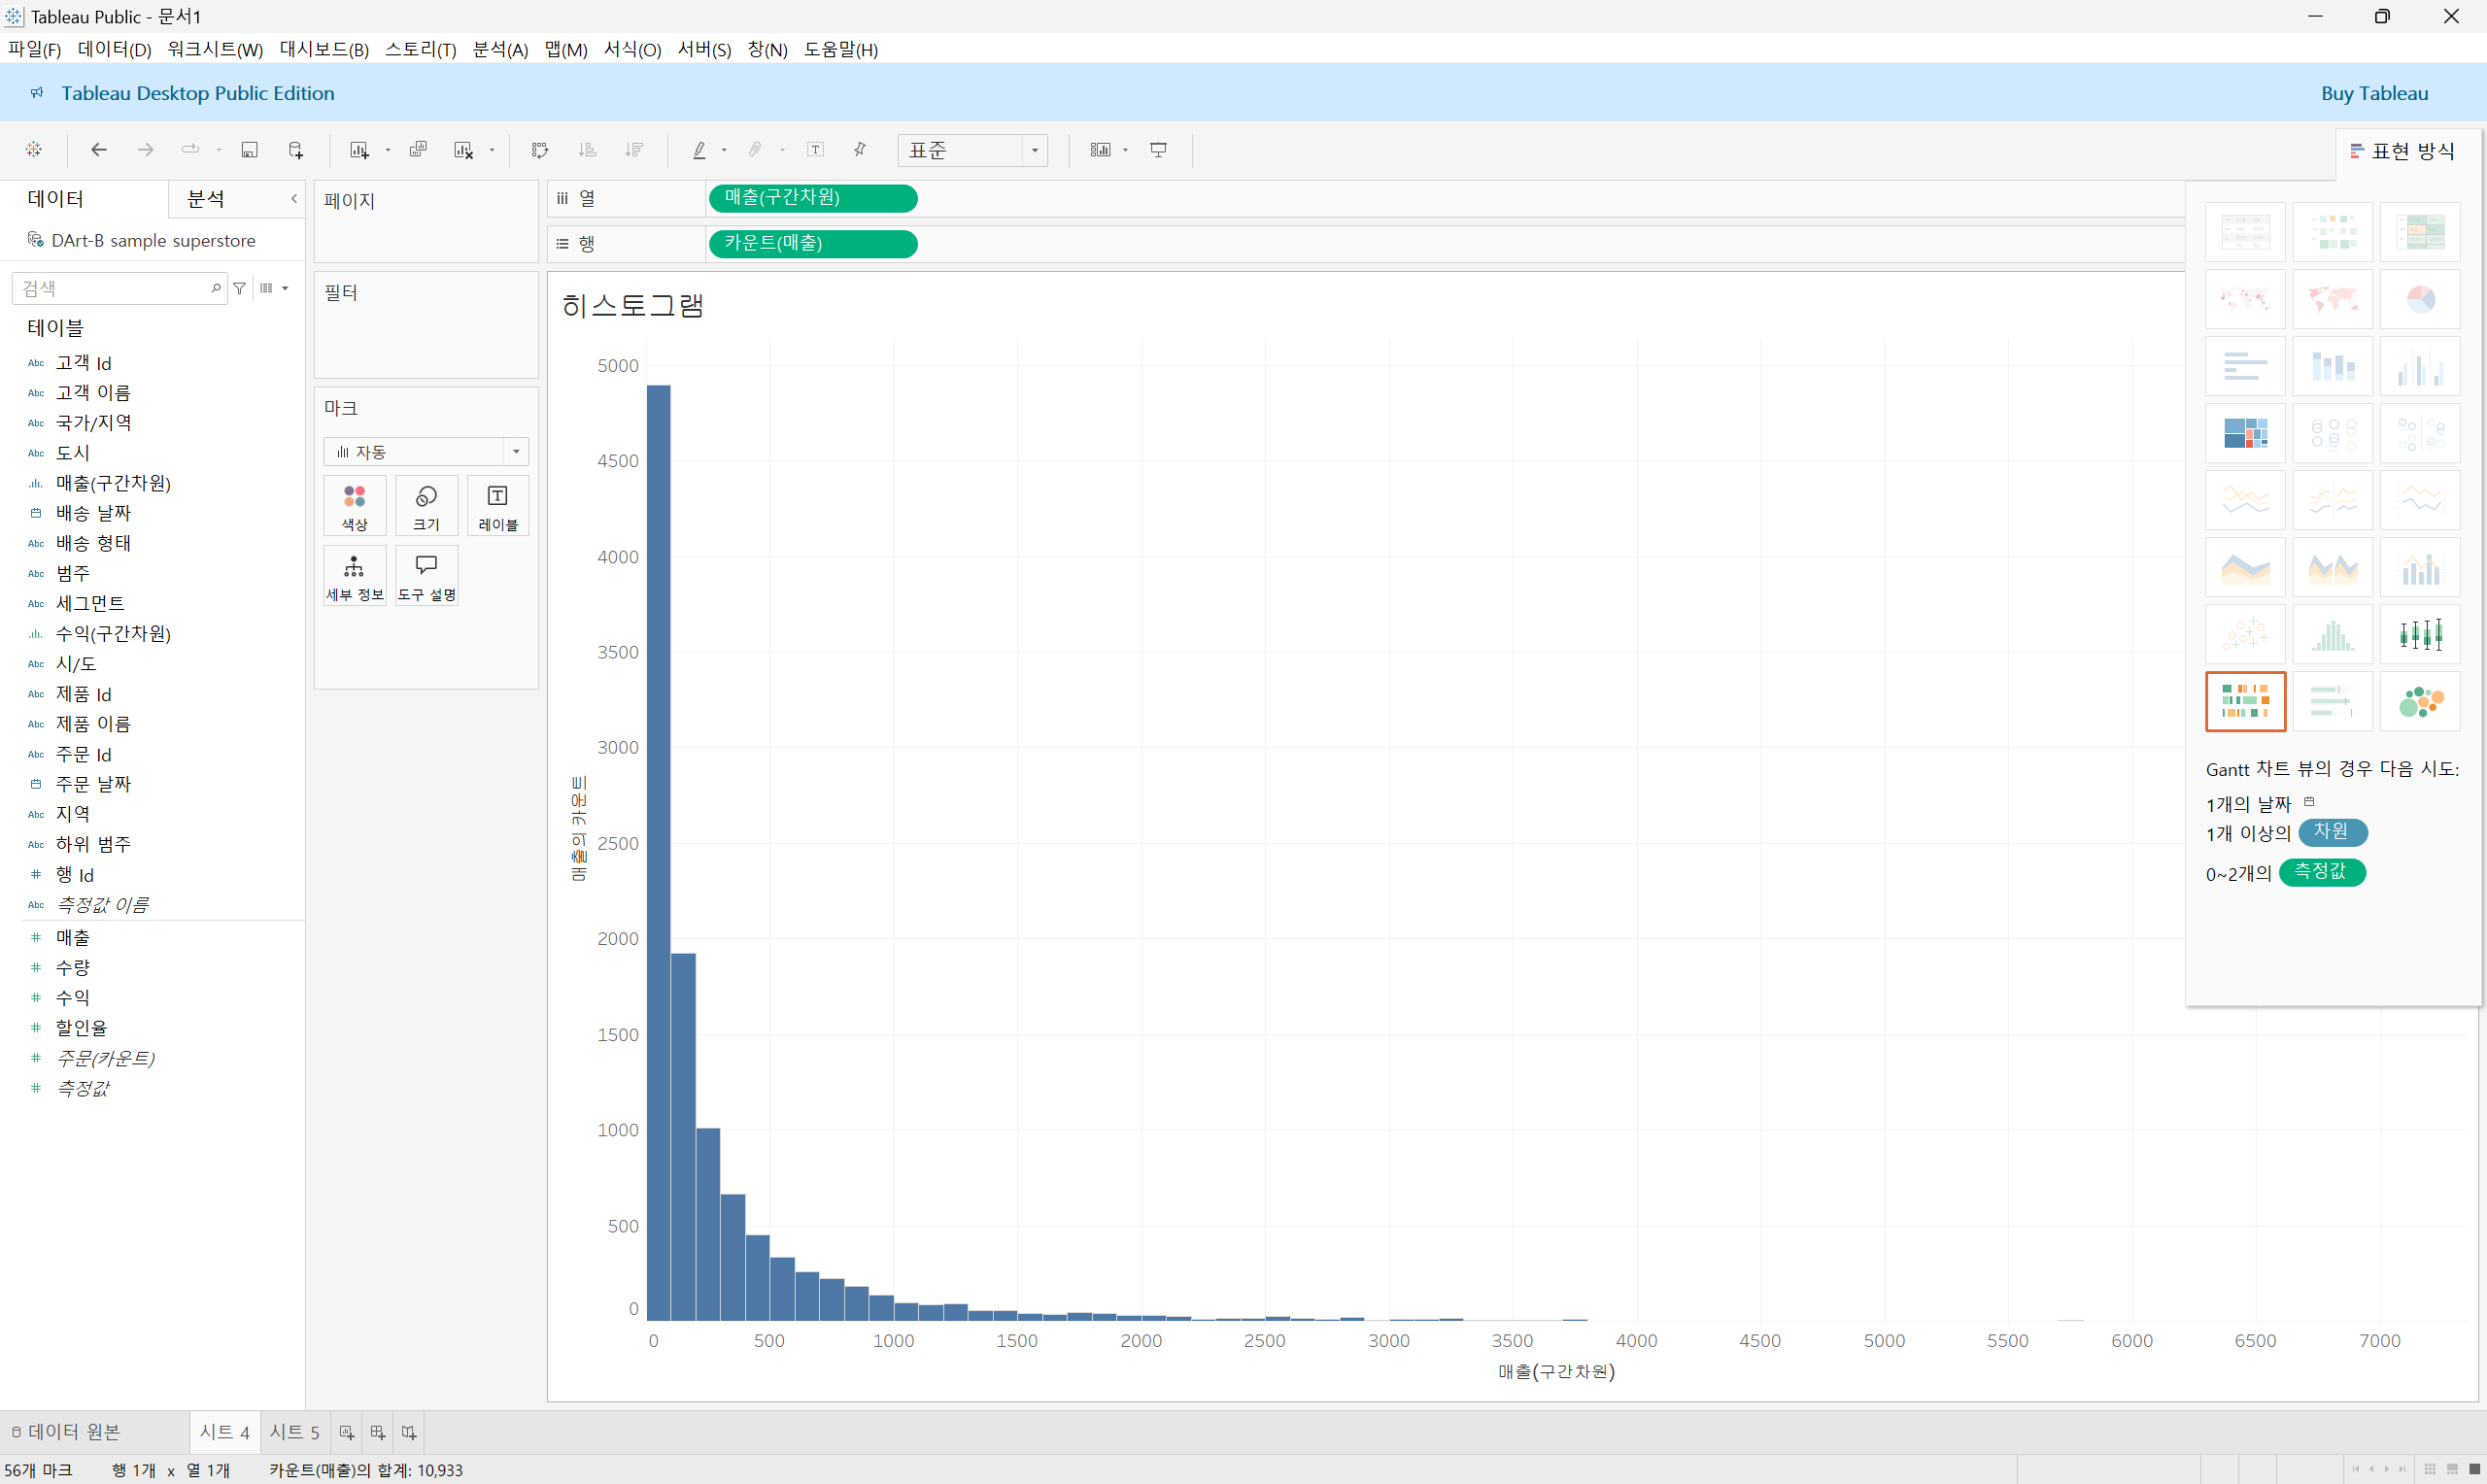 Tableau Public - 문서1
파일(F) 데이터(D) 워크시트(W) 대시보드(B) 스토리(T) 분석(A) 맵(M) 서식(O) 서버(S) 창(N) 도움말(H)
Tableau Desktop Public Edition
Buy Tableau
표준
표현 방식
데이터 분석
DArt-B sample superstore
검색
테이블
Abc 고객 Id
Abc 고객 이름
Abc 국가/지역
Abc 도시
매출(구간차원)
배송 날짜
Abc 배송 형태
Abc 범주
Abc 세그먼트
수익(구간차원)
Abc 시/도
Abc 제품 Id
Abc 제품 이름
Abc 주문 Id
주문 날짜
Abc 지역
Abc 하위 범주
# 행 Id
Abc 측정값 이름
# 매출
# 수량
# 수익
# 할인율
# 주문(카운트)
# 측정값
페이지
필터
마크
자동
색상 크기 레이블
세부 정보 도구 설명
열 매출(구간차원)
행 카운트(매출)
히스토그램
매출의 카운트
5000
4500
4000
3500
3000
2500
2000
1500
1000
500
0
0 500 1000 1500 2000 2500 3000 3500 4000 4500 5000 5500 6000 6500 7000
매출(구간차원)
Gantt 차트 뷰의 경우 다음 시도:
1개의 날짜
1개 이상의 차원
0~2개의 측정값
데이터 원본 시트 4 시트 5
56개 마크 행 1개 x 열 1개 카운트(매출)의 합계: 10,933